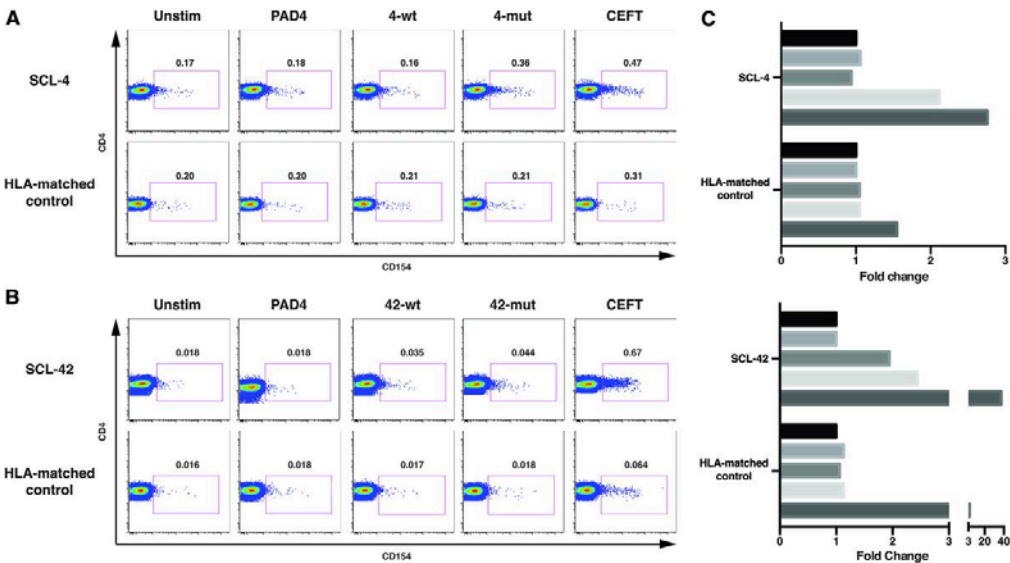 A
Unstim PAD4 4-wt 4-mut CEFT
SCL-4
0.17 0.18 0.16 0.36 0.47
CD4
HLA-matched
control
0.20 0.20 0.21 0.21 0.31
CD154
B
Unstim PAD4 42-wt 42-mut CEFT
SCL-42
0.018 0.018 0.035 0.044 0.67
CD4
HLA-matched
control
0.016 0.018 0.017 0.018 0.064
CD154
C
SCL-4
HLA-matched
control
0 1 2 3
Fold change
SCL-42
HLA-matched
control
0 1 2 3 3 20 40
Fold Change